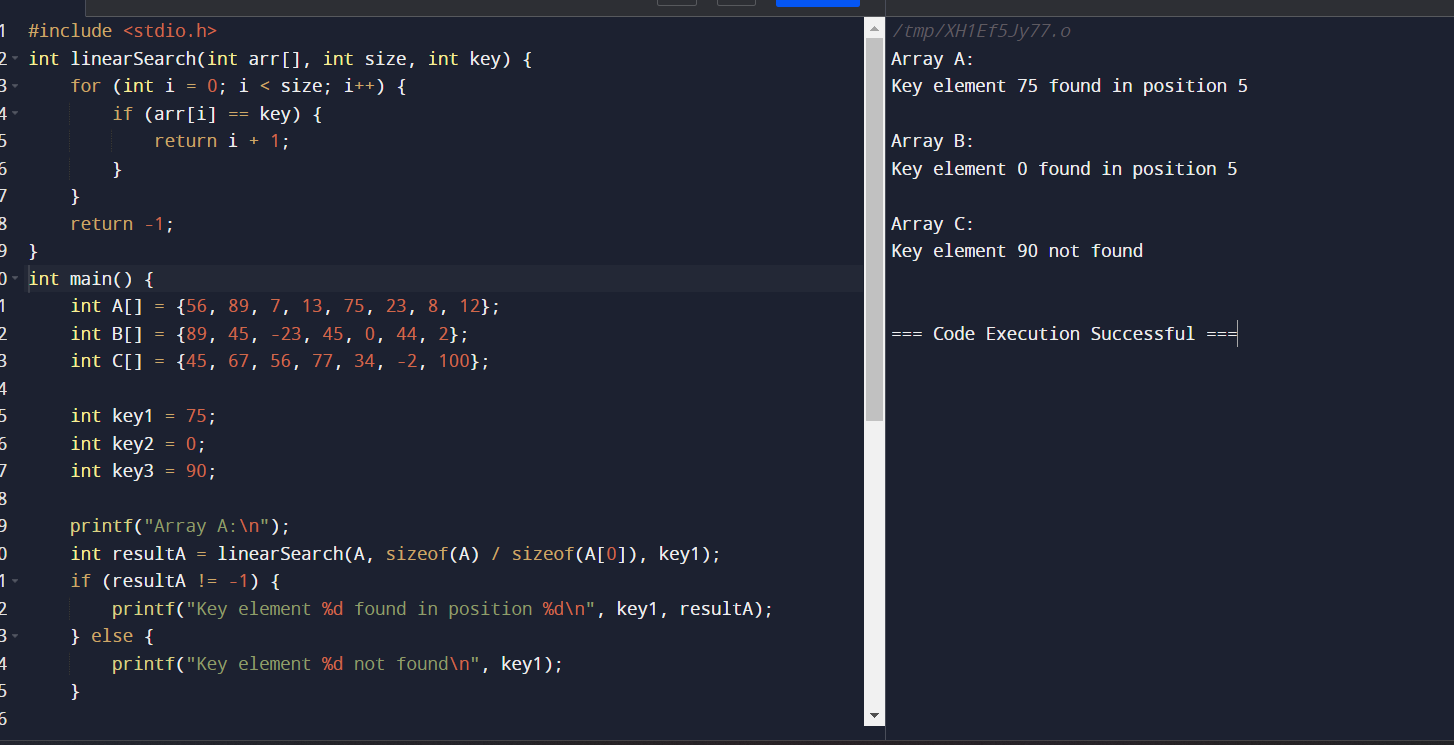 1 #include <stdio.h>
2 int linearSearch(int arr[], int size, int key) {
3     for (int i = 0; i < size; i++) {
4         if (arr[i] == key) {
5             return i + 1;
6         }
7     }
8     return -1;
9 }
0 int main() {
1     int A[] = {56, 89, 7, 13, 75, 23, 8, 12};
2     int B[] = {89, 45, -23, 45, 0, 44, 2};
3     int C[] = {45, 67, 56, 77, 34, -2, 100};
4
5     int key1 = 75;
6     int key2 = 0;
7     int key3 = 90;
8
9     printf("Array A:\n");
0     int resultA = linearSearch(A, sizeof(A) / sizeof(A[0]), key1);
1     if (resultA != -1) {
2         printf("Key element %d found in position %d\n", key1, resultA);
3     } else {
4         printf("Key element %d not found\n", key1);
5     }
6
/tmp/XH1Ef5Jy77.o
Array A:
Key element 75 found in position 5
Array B:
Key element 0 found in position 5
Array C:
Key element 90 not found
=== Code Execution Successful ===